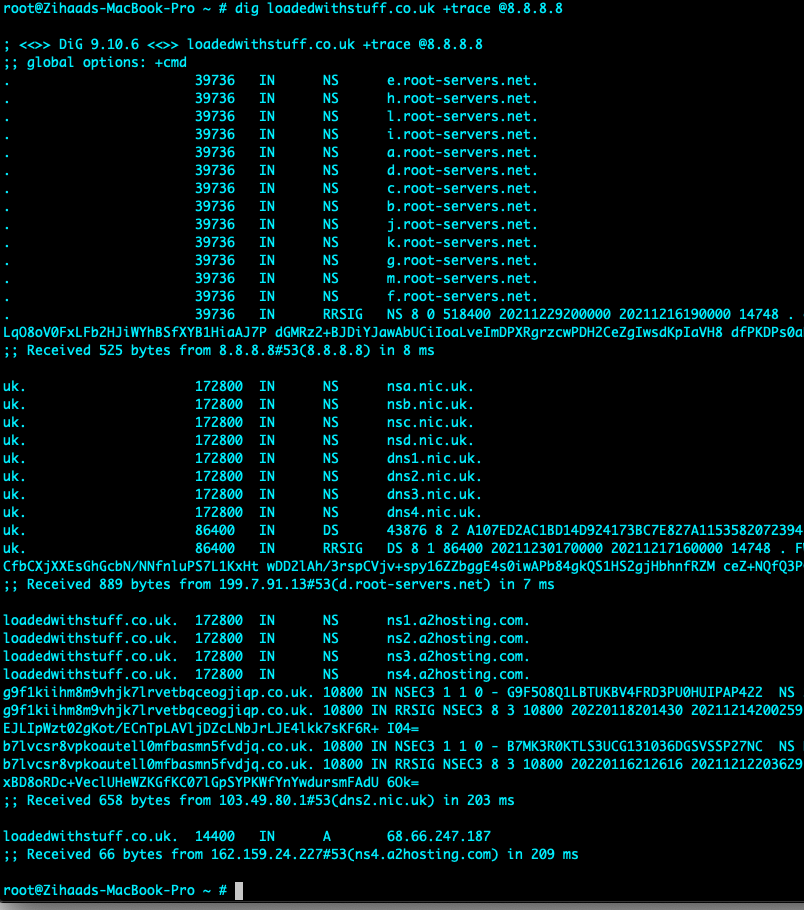 root@Zihaads-MacBook-Pro ~ # dig loadedwithstuff.co.uk +trace @8.8.8.8
; <<>> DiG 9.10.6 <<>> loadedwithstuff.co.uk +trace @8.8.8.8
;; global options: +cmd
. 39736 IN NS e.root-servers.net.
. 39736 IN NS h.root-servers.net.
. 39736 IN NS l.root-servers.net.
. 39736 IN NS i.root-servers.net.
. 39736 IN NS a.root-servers.net.
. 39736 IN NS d.root-servers.net.
. 39736 IN NS c.root-servers.net.
. 39736 IN NS b.root-servers.net.
. 39736 IN NS j.root-servers.net.
. 39736 IN NS k.root-servers.net.
. 39736 IN NS g.root-servers.net.
. 39736 IN NS m.root-servers.net.
. 39736 IN NS f.root-servers.net.
. 39736 IN RRSIG NS 8 0 518400 20211229200000 20211216190000 14748 .
LqO8oV0FxLFb2HJiWYhBSfXYB1HiaAJ7P dGMRz2+BJDiYJawAbUCiIoaLveImDPXRgrzcwPDH2CeZgIwsdKpIaVH8 dfPKDPs0a
;; Received 525 bytes from 8.8.8.8#53(8.8.8.8) in 8 ms
uk. 172800 IN NS nsa.nic.uk.
uk. 172800 IN NS nsb.nic.uk.
uk. 172800 IN NS nsc.nic.uk.
uk. 172800 IN NS nsd.nic.uk.
uk. 172800 IN NS dns1.nic.uk.
uk. 172800 IN NS dns2.nic.uk.
uk. 172800 IN NS dns3.nic.uk.
uk. 172800 IN NS dns4.nic.uk.
uk. 86400 IN DS 43876 8 2 A107ED2AC1BD14D924173BC7E827A1153582072394
uk. 86400 IN RRSIG DS 8 1 86400 20211230170000 20211217160000 14748 . F
CfbCXjXXEsGhGcbN/NNfnluPS7L1KxHt wDD2lAh/3rspCVjv+spy16ZZbggE4s0iwAPb84gkQS1HS2gjHbhnfRZM ceZ+NQfQ3P
;; Received 889 bytes from 199.7.91.13#53(d.root-servers.net) in 7 ms
loadedwithstuff.co.uk. 172800 IN NS ns1.a2hosting.com.
loadedwithstuff.co.uk. 172800 IN NS ns2.a2hosting.com.
loadedwithstuff.co.uk. 172800 IN NS ns3.a2hosting.com.
loadedwithstuff.co.uk. 172800 IN NS ns4.a2hosting.com.
g9f1kiihm8m9vhjk7lrvetbqceogjiqp.co.uk. 10800 IN NSEC3 1 1 0 - G9F5O8Q1LBTUKBV4FRD3PU0HUIPAP422 NS
g9f1kiihm8m9vhjk7lrvetbqceogjiqp.co.uk. 10800 IN RRSIG NSEC3 8 3 10800 20220118201430 20211214200259
EJLIpWzt02gKot/ECnTpLAVljDZcLNbJrLJE4lkk7sKF6R+ I04=
b7lvcsr8vpkoautell0mfbasmn5fvdjq.co.uk. 10800 IN NSEC3 1 1 0 - B7MK3R0KTLS3UCG131036DGSVSSP27NC NS
b7lvcsr8vpkoautell0mfbasmn5fvdjq.co.uk. 10800 IN RRSIG NSEC3 8 3 10800 20220116212616 20211212203629
xBD8oRDc+VeclUHeWZKGfKC07lGpSYPKWfYnYwdursmFAdU 6Ok=
;; Received 658 bytes from 103.49.80.1#53(dns2.nic.uk) in 203 ms
loadedwithstuff.co.uk. 14400 IN A 68.66.247.187
;; Received 66 bytes from 162.159.24.227#53(ns4.a2hosting.com) in 209 ms
root@Zihaads-MacBook-Pro ~ #